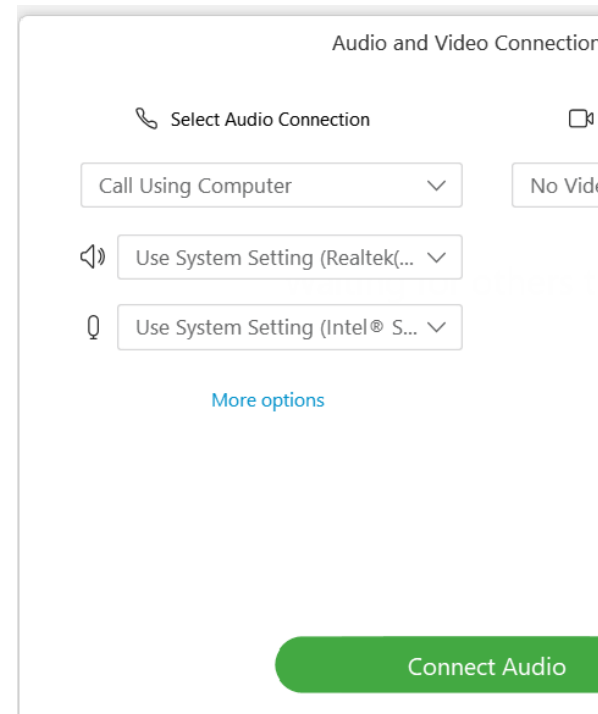 Audio and Video Connection
Select Audio Connection
Call Using Computer
No Vide
Use System Setting (Realtek(...
Use System Setting (Intel® S...
More options
Connect Audio